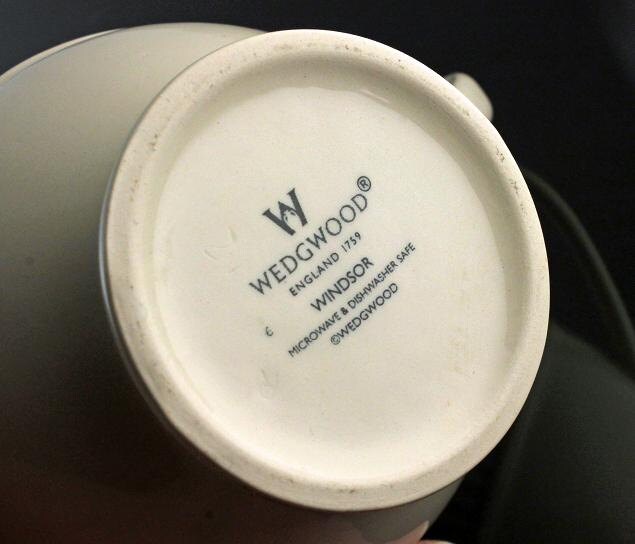 W
WEDGWOOD®
ENGLAND 1759
WINDSOR
MICROWAVE & DISHWASHER SAFE
©WEDGWOOD